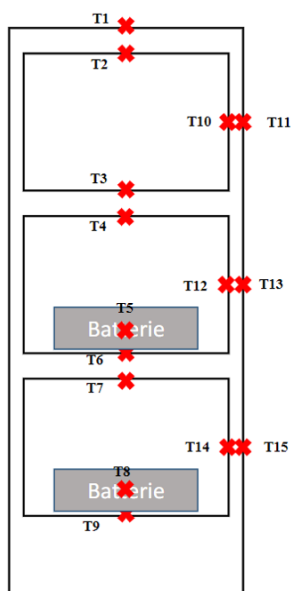 T1
T2
T10 T11
T3
T4
T12 T13
T5
Batterie
T6
T7
T14 T15
T8
Batterie
T9